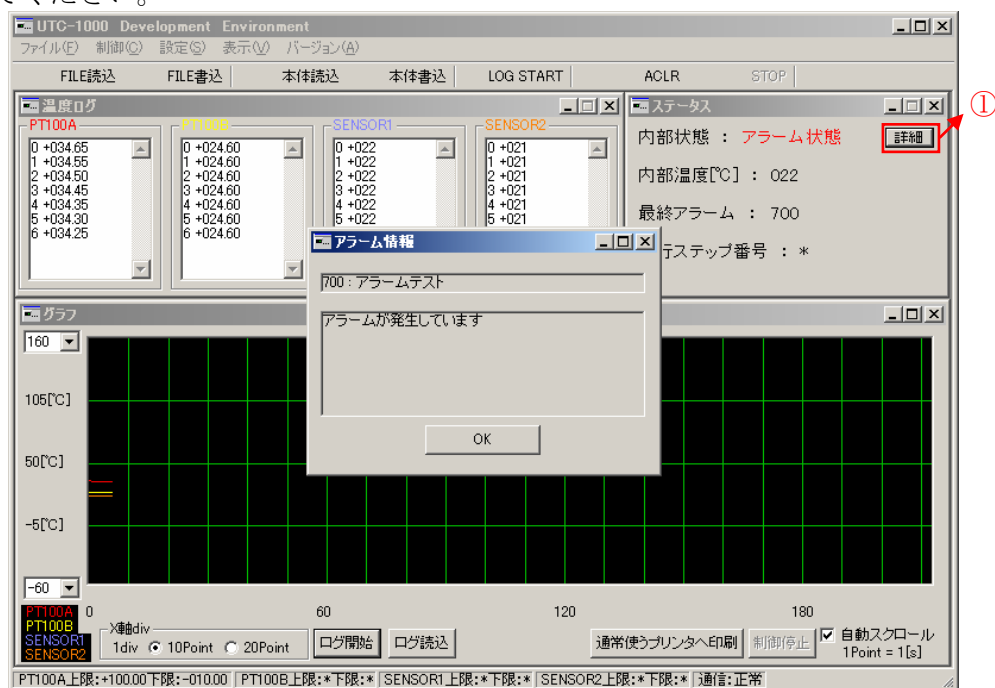 ください。
UTC-1000 Development Environment
ファイル(F) 制御(C) 設定(S) 表示(V) バージョン(A)
FILE読込 FILE書込 本体読込 本体書込 LOG START ACLR STOP
温度ログ
PT100A PT100B SENSOR1 SENSOR2
0 +034.65 0 +024.60 0 +022 0 +021
1 +034.55 1 +024.60 1 +022 1 +021
2 +034.50 2 +024.60 2 +022 2 +021
3 +034.45 3 +024.60 3 +022 3 +021
4 +034.35 4 +024.60 4 +022 4 +021
5 +034.30 5 +024.60 5 +022 5 +021
6 +034.25 6 +024.60
ステータス
①
内部状態 : アラーム状態 詳細
内部温度[℃] : 022
最終アラーム : 700
行ステップ番号 : *
アラーム情報
700 : アラームテスト
アラームが発生しています
OK
グラフ
160
105[℃]
50[℃]
-5[℃]
-60
0 60 120 180
PT100A
PT100B
SENSOR1
SENSOR2
X軸div
1div 10Point 20Point
ログ開始 ログ読込 通常使うプリンタへ印刷 制御停止
自動スクロール
1Point = 1[s]
PT100A上限:+100.00下限:-010.00 PT100B上限:*下限:* SENSOR1上限:*下限:* SENSOR2上限:*下限:* 通信:正常